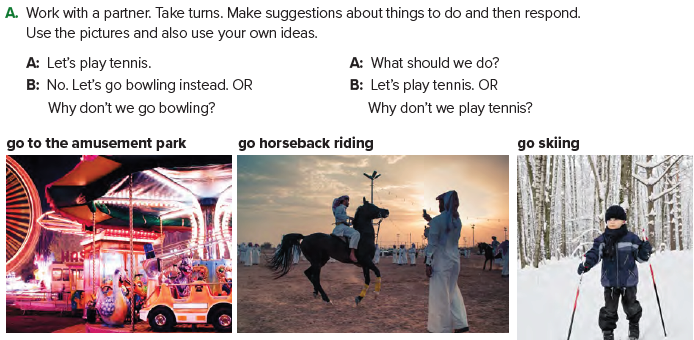 A. Work with a partner. Take turns. Make suggestions about things to do and then respond.
Use the pictures and also use your own ideas.
A: Let's play tennis.
B: No. Let's go bowling instead. OR
Why don't we go bowling?
A: What should we do?
B: Let's play tennis. OR
Why don't we play tennis?
go to the amusement park
go horseback riding
go skiing